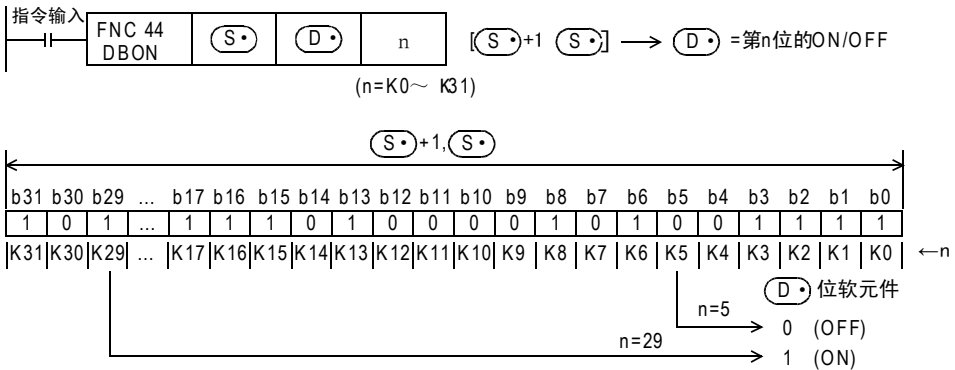 指令输入
FNC 44 DBON S• D• n [S•+1 S•] → D• =第n位的ON/OFF
(n=K0～ K31)
S•+1,S•
b31 b30 b29 ... b17 b16 b15 b14 b13 b12 b11 b10 b9 b8 b7 b6 b5 b4 b3 b2 b1 b0
1 0 1 ... 1 1 1 0 1 0 0 0 0 1 0 1 0 0 1 1 1 1
K31 K30 K29 ... K17 K16 K15 K14 K13 K12 K11 K10 K9 K8 K7 K6 K5 K4 K3 K2 K1 K0 ←n
D• 位软元件
n=5
0 (OFF)
n=29
1 (ON)